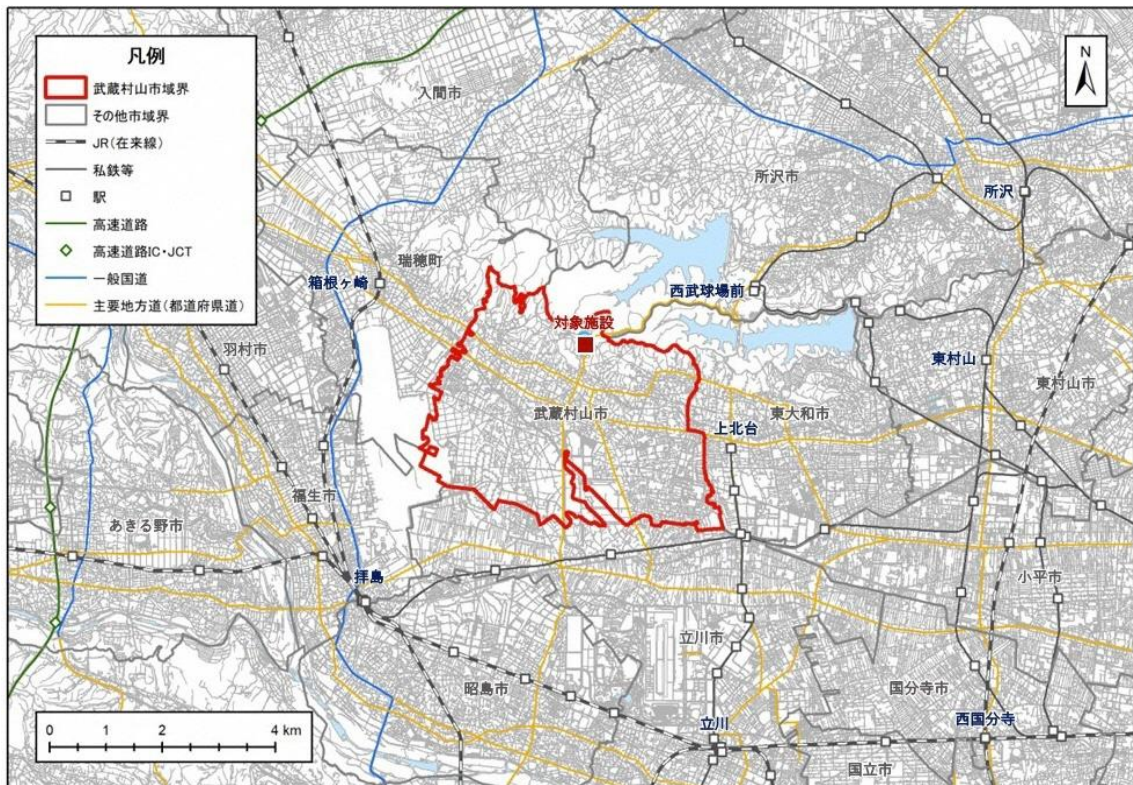 凡例
武蔵村山市域界
その他市域界
JR(在来線)
私鉄等
駅
高速道路
高速道路IC・JCT
一般国道
主要地方道(都道府県道)
N
入間市
所沢市
所沢
瑞穂町
箱根ヶ崎
西武球場前
対象施設
羽村市
東村山
東村山市
武蔵村山市
東大和市
上北台
福生市
あきる野市
拝島
小平市
立川市
昭島市
国分寺市
立川
西国分寺
国立市
0 2 4 km